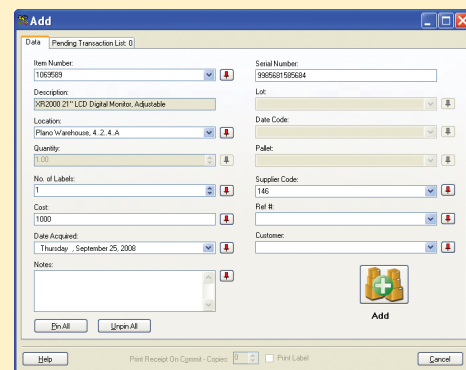 Add
Data
Pending Transaction List: 0
Item Number:
1069589
Description:
XR2000 21" LCD Digital Monitor, Adjustable
Location:
Plano Warehouse, 4..2..4..A
Quantity:
1.00
No. of Labels:
1
Cost:
1000
Date Acquired:
Thursday , September 25, 2008
Notes:
Pin All
Unpin All
Serial Number:
9985681585684
Lot:
Date Code:
Pallet:
Supplier Code:
146
Ref #:
Customer:
Add
Help
Print Receipt On Commit - Copies:
0
Print Label
Cancel